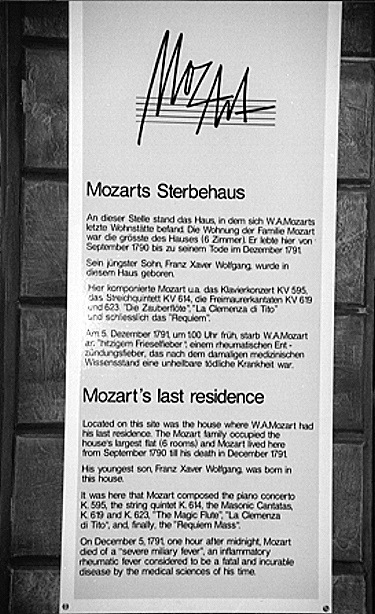 Mozart
Mozarts Sterbehaus
An dieser Stelle stand das Haus, in dem sich W.A.Mozarts
letzte Wohnstätte befand. Die Wohnung der Familie Mozart
war die grösste des Hauses (6 Zimmer). Er lebte hier von
September 1790 bis zu seinem Tode im Dezember 1791.
Sein jüngster Sohn, Franz Xaver Wolfgang, wurde in
diesem Haus geboren.
Hier komponierte Mozart u.a. das Klavierkonzert KV 595,
das Streichquintett KV 614, die Freimaurerkantaten KV 619
und 623, "Die Zauberflöte", "La Clemenza di Tito"
und schliesslich das "Requiem".
Am 5. Dezember 1791, um 1.00 Uhr früh, starb W.A.Mozart
an "hitzigem Frieselfieber", einem rheumatischen Ent-
zündungsfieber, das nach dem damaligen medizinischen
Wissensstand eine unheilbare tödliche Krankheit war.
Mozart's last residence
Located on this site was the house where W.A.Mozart had
his last residence. The Mozart family occupied the
house's largest flat (6 rooms) and Mozart lived here
from September 1790 till his death in December 1791.
His youngest son, Franz Xaver Wolfgang, was born in
this house.
It was here that Mozart composed the piano concerto
K. 595, the string quintet K. 614, the Masonic Cantatas,
K. 619 and K. 623, "The Magic Flute", "La Clemenza
di Tito", and, finally, the "Requiem Mass".
On December 5, 1791, one hour after midnight, Mozart
died of a "severe miliary fever", an inflammatory
rheumatic fever considered to be a fatal and incurable
disease by the medical sciences of his time.